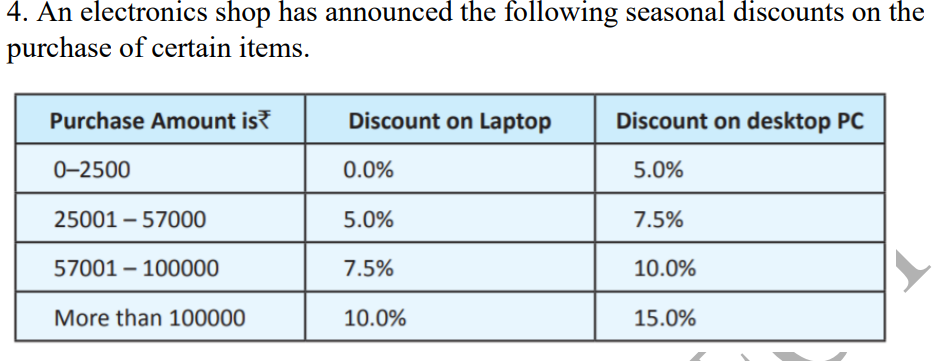 4. An electronics shop has announced the following seasonal discounts on the
purchase of certain items.
Purchase Amount is₹ Discount on Laptop Discount on desktop PC
0–2500 0.0% 5.0%
25001 – 57000 5.0% 7.5%
57001 – 100000 7.5% 10.0%
More than 100000 10.0% 15.0%